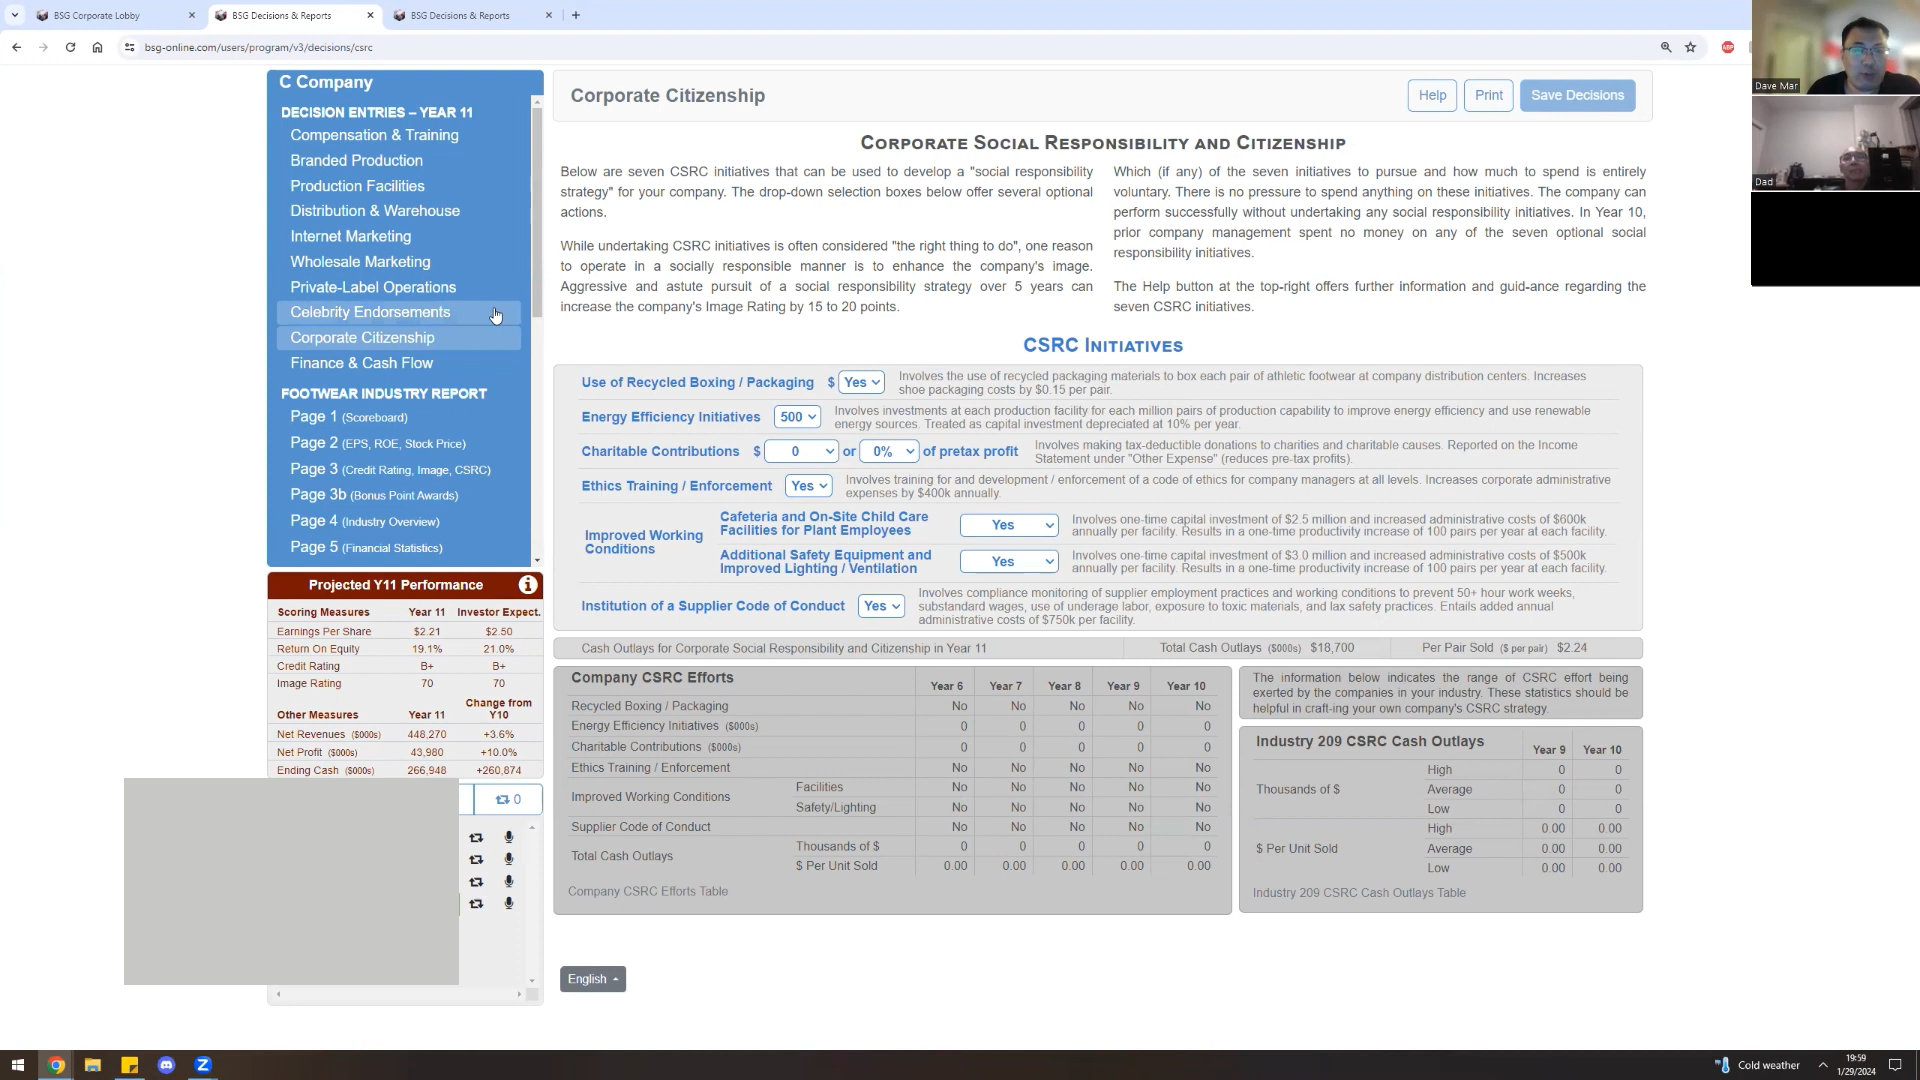 BSG Corporate Lobby
BSG Decisions & Reports
BSG Decisions & Reports
bsg-online.com/users/program/v3/decisions/csrc
ABP
Dave Mar
Dad
C Company
DECISION ENTRIES – YEAR 11
Compensation & Training
Branded Production
Production Facilities
Distribution & Warehouse
Internet Marketing
Wholesale Marketing
Private-Label Operations
Celebrity Endorsements
Corporate Citizenship
Finance & Cash Flow
FOOTWEAR INDUSTRY REPORT
Page 1 (Scoreboard)
Page 2 (EPS, ROE, Stock Price)
Page 3 (Credit Rating, Image, CSRC)
Page 3b (Bonus Point Awards)
Page 4 (Industry Overview)
Page 5 (Financial Statistics)
Projected Y11 Performance
Scoring Measures Year 11 Investor Expect.
Earnings Per Share $2.21 $2.50
Return On Equity 19.1% 21.0%
Credit Rating B+ B+
Image Rating 70 70
Other Measures Year 11 Change from Y10
Net Revenues ($000s) 448,270 +3.6%
Net Profit ($000s) 43,980 +10.0%
Ending Cash ($000s) 266,948 +260,874
0
Corporate Citizenship
Help Print Save Decisions
CORPORATE SOCIAL RESPONSIBILITY AND CITIZENSHIP
Below are seven CSRC initiatives that can be used to develop a "social responsibility
strategy" for your company. The drop-down selection boxes below offer several optional
actions.
While undertaking CSRC initiatives is often considered "the right thing to do", one reason
to operate in a socially responsible manner is to enhance the company's image.
Aggressive and astute pursuit of a social responsibility strategy over 5 years can
increase the company's Image Rating by 15 to 20 points.
Which (if any) of the seven initiatives to pursue and how much to spend is entirely
voluntary. There is no pressure to spend anything on these initiatives. The company can
perform successfully without undertaking any social responsibility initiatives. In Year 10,
prior company management spent no money on any of the seven optional social
responsibility initiatives.
The Help button at the top-right offers further information and guid-ance regarding the
seven CSRC initiatives.
CSRC INITIATIVES
Use of Recycled Boxing / Packaging $ Yes
Involves the use of recycled packaging materials to box each pair of athletic footwear at company distribution centers. Increases
shoe packaging costs by $0.15 per pair.
Energy Efficiency Initiatives 500
Involves investments at each production facility for each million pairs of production capability to improve energy efficiency and use renewable
energy sources. Treated as capital investment depreciated at 10% per year.
Charitable Contributions $ 0 or 0% of pretax profit
Involves making tax-deductible donations to charities and charitable causes. Reported on the Income
Statement under "Other Expense" (reduces pre-tax profits).
Ethics Training / Enforcement Yes
Involves training for and development / enforcement of a code of ethics for company managers at all levels. Increases corporate administrative
expenses by $400k annually.
Improved Working
Conditions
Cafeteria and On-Site Child Care
Facilities for Plant Employees
Yes
Involves one-time capital investment of $2.5 million and increased administrative costs of $600k
annually per facility. Results in a one-time productivity increase of 100 pairs per year at each facility.
Additional Safety Equipment and
Improved Lighting / Ventilation
Yes
Involves one-time capital investment of $3.0 million and increased administrative costs of $500k
annually per facility. Results in a one-time productivity increase of 100 pairs per year at each facility.
Institution of a Supplier Code of Conduct Yes
Involves compliance monitoring of supplier employment practices and working conditions to prevent 50+ hour work weeks,
substandard wages, use of underage labor, exposure to toxic materials, and lax safety practices. Entails added annual
administrative costs of $750k per facility.
Cash Outlays for Corporate Social Responsibility and Citizenship in Year 11 Total Cash Outlays ($000s) $18,700 Per Pair Sold ($ per pair) $2.24
Company CSRC Efforts Year 6 Year 7 Year 8 Year 9 Year 10
Recycled Boxing / Packaging No No No No No
Energy Efficiency Initiatives ($000s) 0 0 0 0 0
Charitable Contributions ($000s) 0 0 0 0 0
Ethics Training / Enforcement No No No No No
Improved Working Conditions
Facilities No No No No No
Safety/Lighting No No No No No
Supplier Code of Conduct No No No No No
Total Cash Outlays
Thousands of $ 0 0 0 0 0
$ Per Unit Sold 0.00 0.00 0.00 0.00 0.00
Company CSRC Efforts Table
The information below indicates the range of CSRC effort being
exerted by the companies in your industry. These statistics should be
helpful in craft-ing your own company's CSRC strategy.
Industry 209 CSRC Cash Outlays Year 9 Year 10
Thousands of $
High 0 0
Average 0 0
Low 0 0
$ Per Unit Sold
High 0.00 0.00
Average 0.00 0.00
Low 0.00 0.00
Industry 209 CSRC Cash Outlays Table
English
Cold weather
19:59
1/29/2024